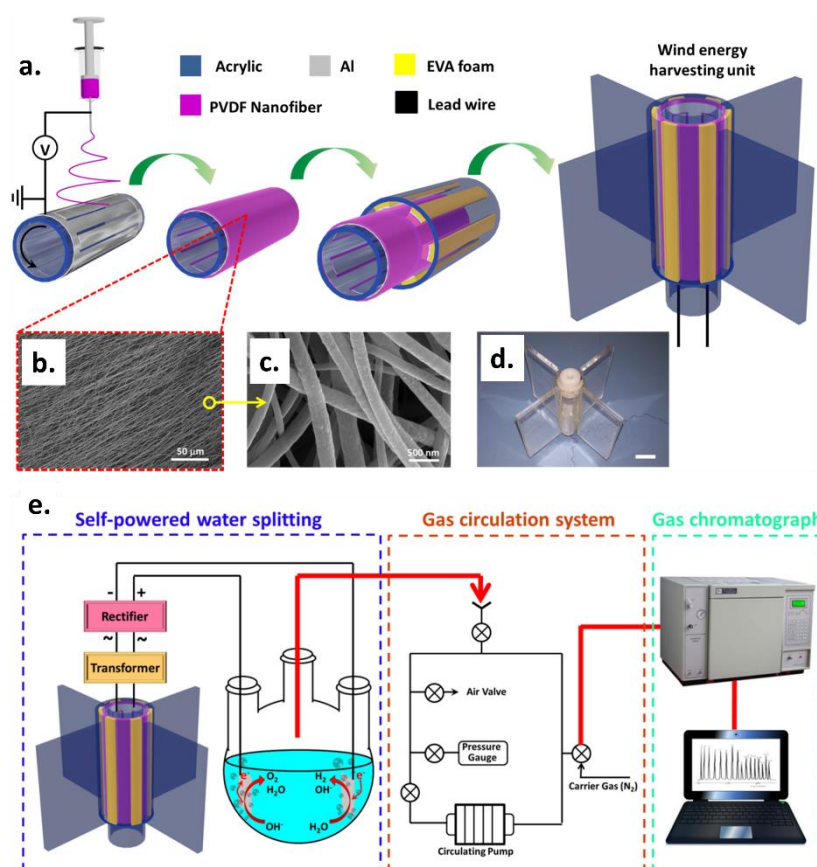 a.
V
Acrylic
Al
EVA foam
PVDF Nanofiber
Lead wire
Wind energy
harvesting unit
b.
50 μm
c.
500 nm
d.
e.
Self-powered water splitting
Gas circulation system
Gas chromatograph
- +
Rectifier
~ ~
Transformer
e⁻
O₂
H₂O
OH⁻
H₂
OH⁻
H₂O
e⁻
Air Valve
Pressure
Gauge
Circulating Pump
Carrier Gas (N₂)